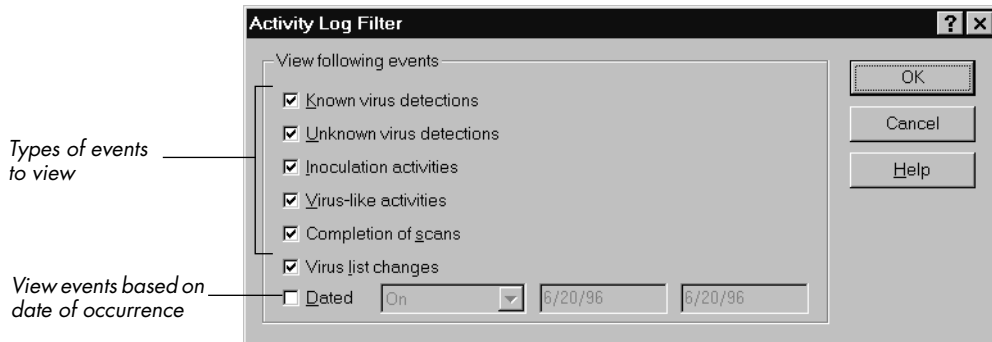 Activity Log Filter
? ×
View following events
Known virus detections
Unknown virus detections
Inoculation activities
Virus-like activities
Completion of scans
Virus list changes
Dated On 6/20/96 6/20/96
OK
Cancel
Help
Types of events
to view
View events based on
date of occurrence